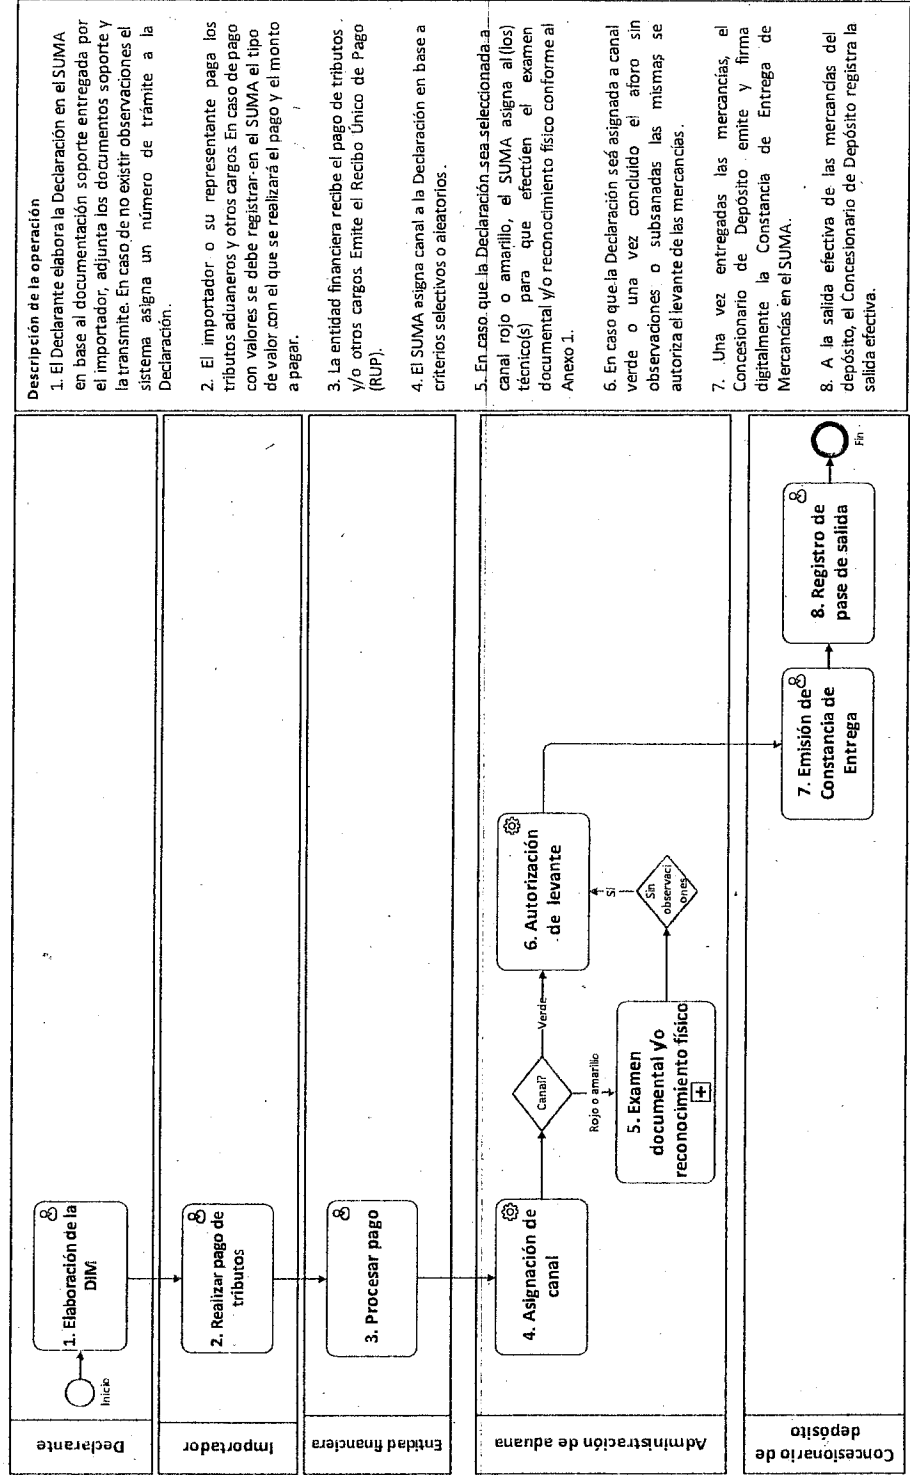 Declarante
Inicio
1. Elaboración de la
DIM
Importador
2. Realizar pago de
tributos
Entidad financiera
3. Procesar pago
Administración de aduana
4. Asignación de
canal
Canal?
Verde
Rojo o amarillo
5. Examen
documental y/o
reconocimiento físico
Sin
observaci
ones
Si
6. Autorización
de levante
Concesionario de
depósito
7. Emisión de
Constancia de
Entrega
8. Registro de
pase de salida
Fin
Descripción de la operación
1. El Declarante elabora la Declaración en el SUMA
en base al documentación soporte entregada por
el importador, adjunta los documentos soporte y
la transmite. En caso de no existir observaciones el
sistema asigna un número de trámite a la
Declaración.
2. El importador o su representante paga los
tributos aduaneros y otros cargos. En caso de pago
con valores se debe registrar en el SUMA el tipo
de valor con el que se realizará el pago y el monto
a pagar.
3. La entidad financiera recibe el pago de tributos
y/o otros cargos. Emite el Recibo Único de Pago
(RUP).
4. El SUMA asigna canal a la Declaración en base a
criterios selectivos o aleatorios.
5. En caso que la Declaración sea seleccionada a
canal rojo o amarillo, el SUMA asigna al(los)
técnico(s) para que efectúen el examen
documental y/o reconocimiento físico conforme al
Anexo 1.
6. En caso que la Declaración seá asignada a canal
verde o una vez concluido el aforo sin
observaciones o subsanadas las mismas se
autoriza el levante de las mercancías.
7. Una vez entregadas las mercancías, el
Concesionario de Depósito emite y firma
digitalmente la Constancia de Entrega de
Mercancías en el SUMA.
8. A la salida efectiva de las mercancías del
depósito, el Concesionario de Depósito registra la
salida efectiva.